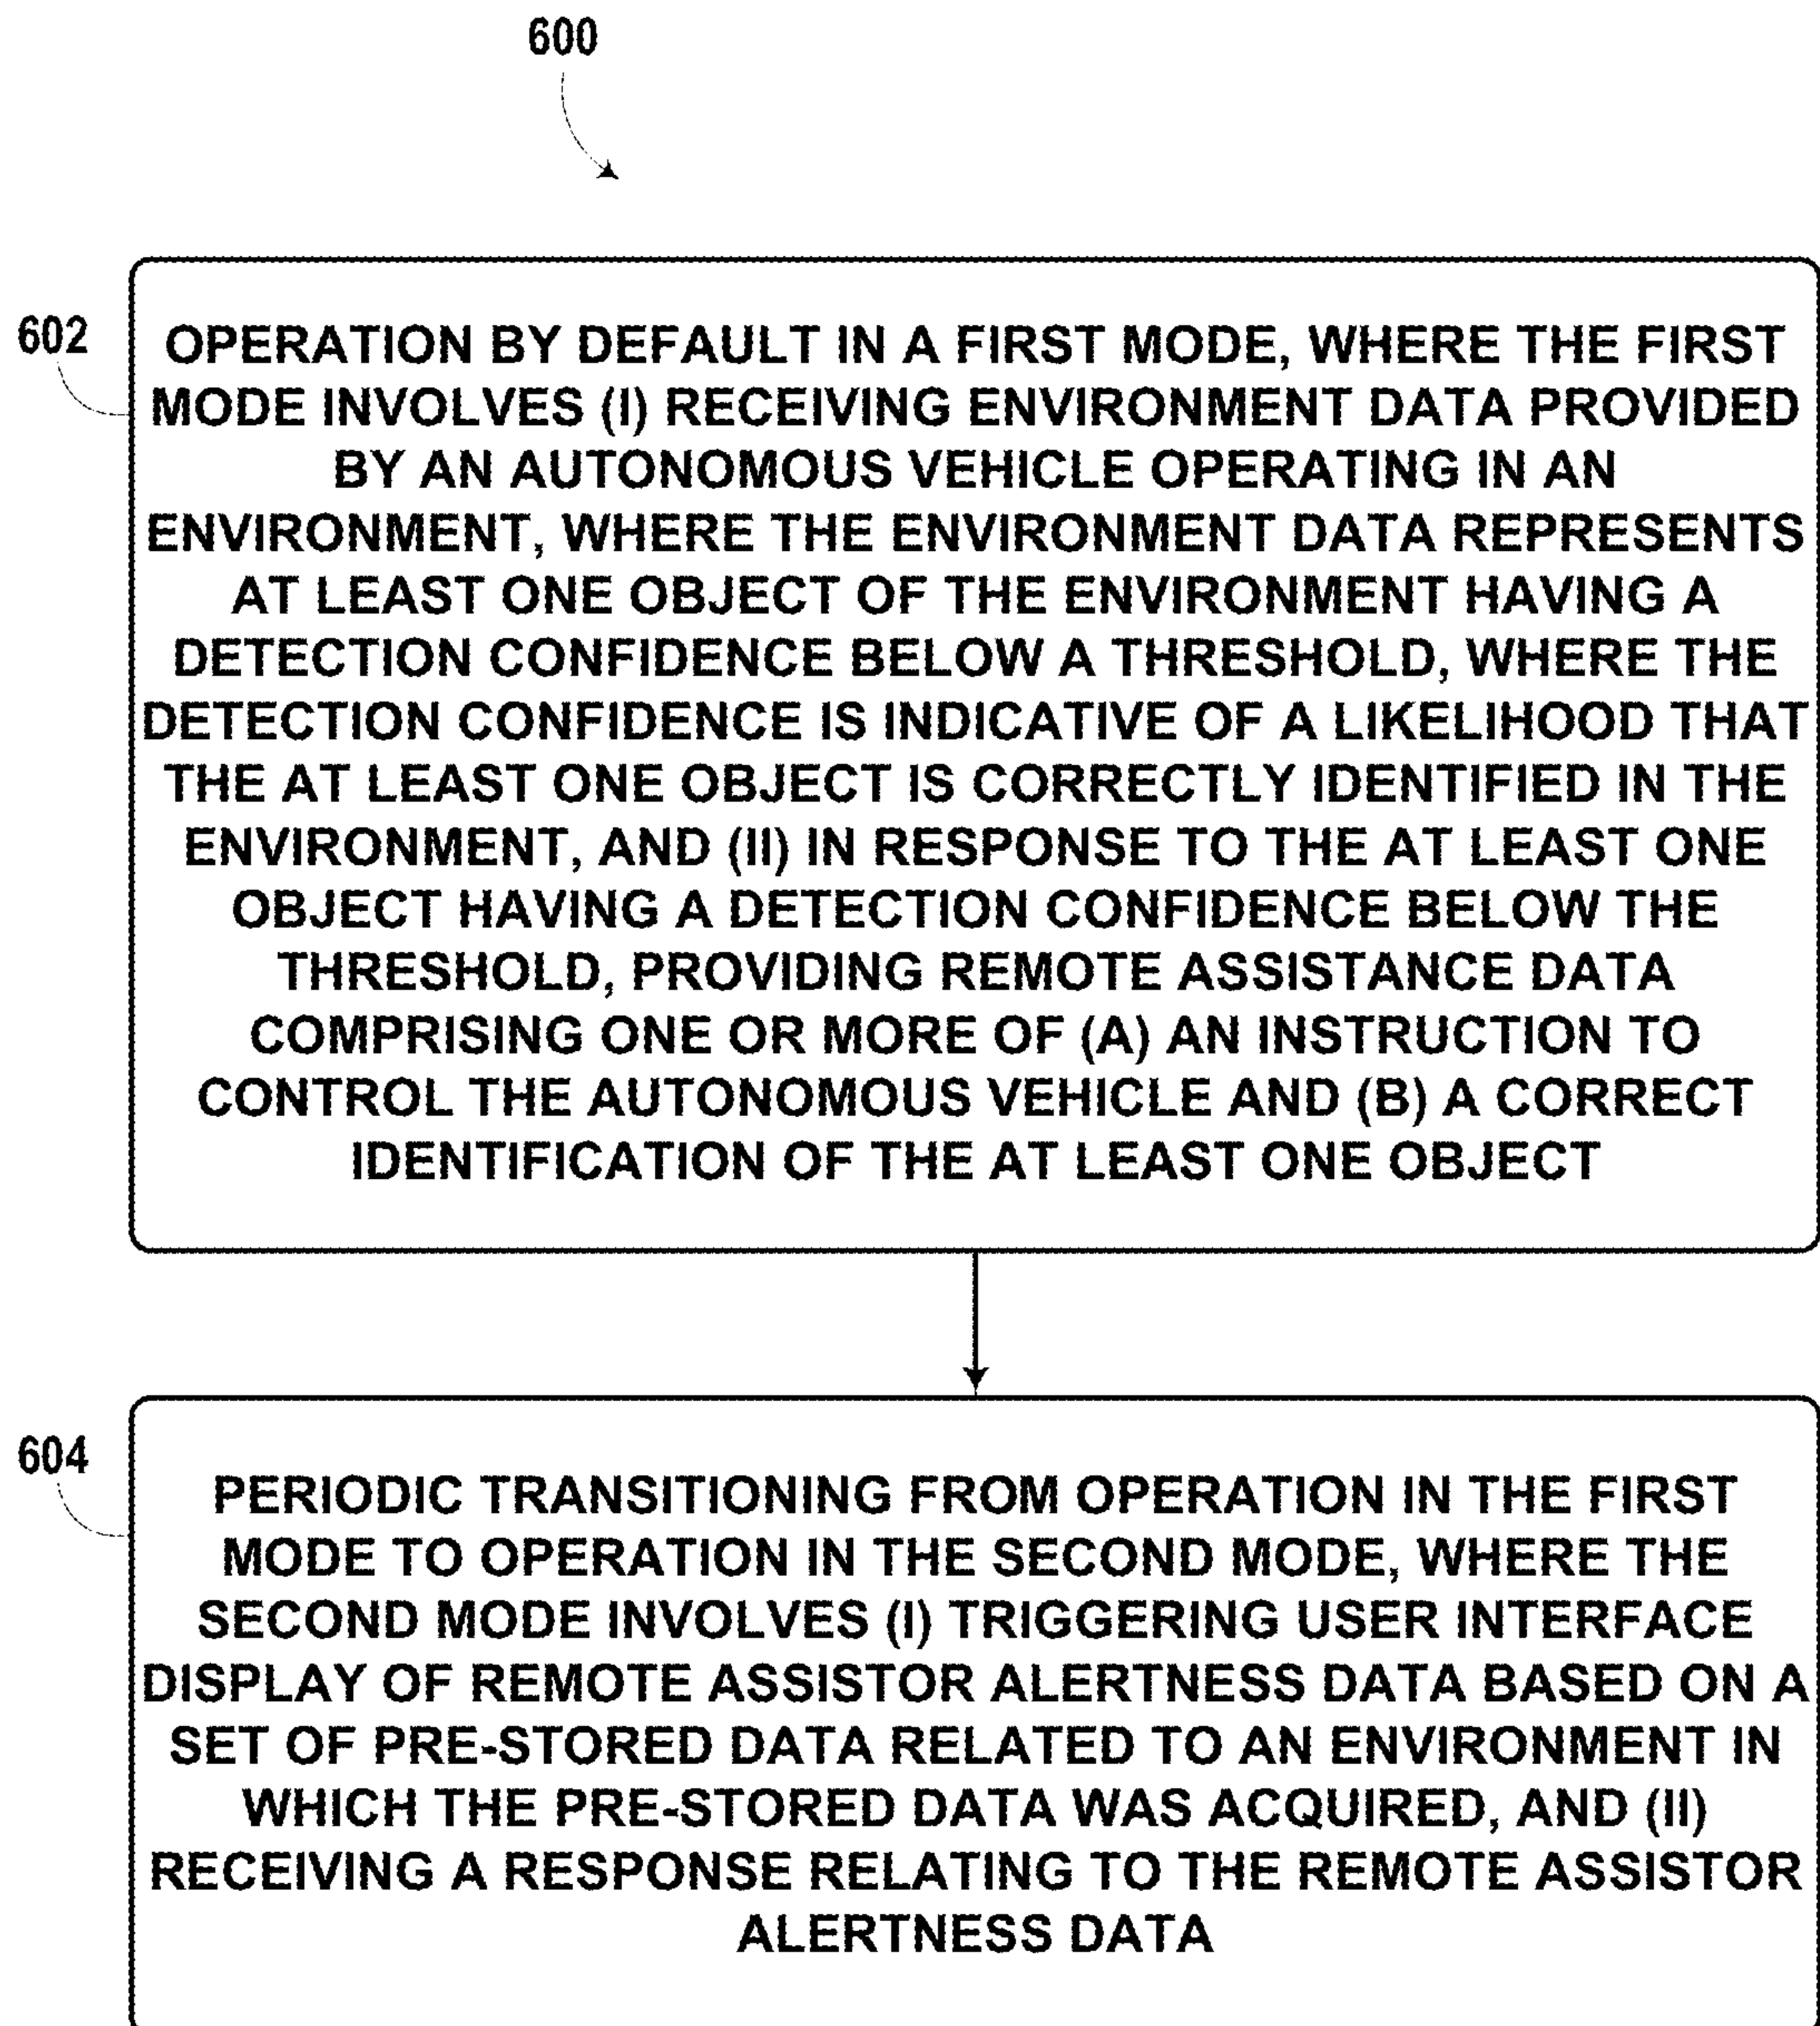 600
602
OPERATION BY DEFAULT IN A FIRST MODE, WHERE THE FIRST
MODE INVOLVES (I) RECEIVING ENVIRONMENT DATA PROVIDED
BY AN AUTONOMOUS VEHICLE OPERATING IN AN
ENVIRONMENT, WHERE THE ENVIRONMENT DATA REPRESENTS
AT LEAST ONE OBJECT OF THE ENVIRONMENT HAVING A
DETECTION CONFIDENCE BELOW A THRESHOLD, WHERE THE
DETECTION CONFIDENCE IS INDICATIVE OF A LIKELIHOOD THAT
THE AT LEAST ONE OBJECT IS CORRECTLY IDENTIFIED IN THE
ENVIRONMENT, AND (II) IN RESPONSE TO THE AT LEAST ONE
OBJECT HAVING A DETECTION CONFIDENCE BELOW THE
THRESHOLD, PROVIDING REMOTE ASSISTANCE DATA
COMPRISING ONE OR MORE OF (A) AN INSTRUCTION TO
CONTROL THE AUTONOMOUS VEHICLE AND (B) A CORRECT
IDENTIFICATION OF THE AT LEAST ONE OBJECT
604
PERIODIC TRANSITIONING FROM OPERATION IN THE FIRST
MODE TO OPERATION IN THE SECOND MODE, WHERE THE
SECOND MODE INVOLVES (I) TRIGGERING USER INTERFACE
DISPLAY OF REMOTE ASSISTOR ALERTNESS DATA BASED ON A
SET OF PRE-STORED DATA RELATED TO AN ENVIRONMENT IN
WHICH THE PRE-STORED DATA WAS ACQUIRED, AND (II)
RECEIVING A RESPONSE RELATING TO THE REMOTE ASSISTOR
ALERTNESS DATA